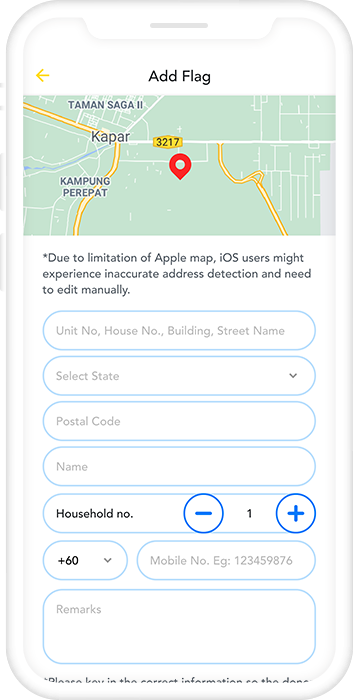 Add Flag
TAMAN SAGA II
Kapar
3217
KAMPUNG
PEREPAT
*Due to limitation of Apple map, iOS users might
experience inaccurate address detection and need
to edit manually.
Unit No, House No., Building, Street Name
Select State
Postal Code
Name
Household no.
1
+60
Mobile No. Eg: 123459876
Remarks
*Please key in the correct information so the dono